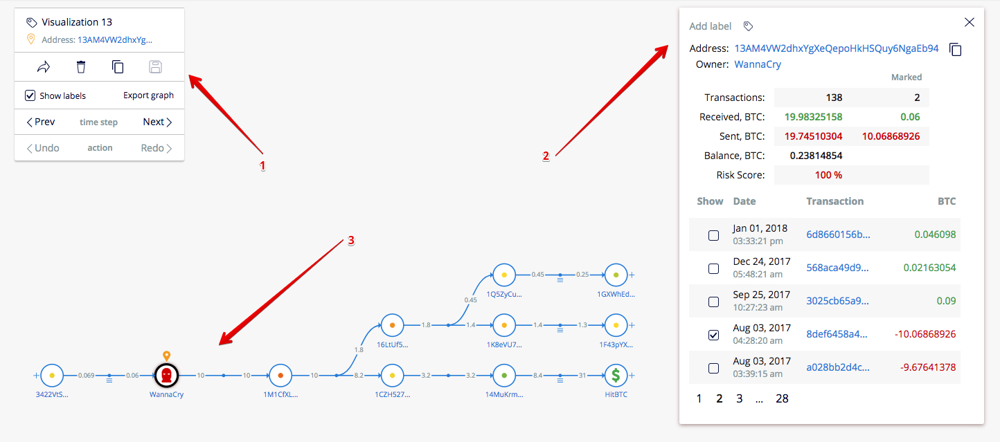 Visualization 13
Address: 13AM4VW2dhxYg...
Show labels Export graph
Prev time step Next
Undo action Redo
1
2
3
Add label
Address: 13AM4VW2dhxYgXeQepoHkHSQuy6NgaEb94
Owner: WannaCry
Marked
Transactions: 138 2
Received, BTC: 19.98325158 0.06
Sent, BTC: 19.74510304 10.06868926
Balance, BTC: 0.23814854
Risk Score: 100 %
Show Date Transaction BTC
Jan 01, 2018
03:33:21 pm
6d8660156b... 0.046098
Dec 24, 2017
05:48:21 am
568aca49d9... 0.02163054
Sep 25, 2017
10:27:23 am
3025cb65a9... 0.09
Aug 03, 2017
04:28:20 am
8def6458a4... -10.06868926
Aug 03, 2017
03:39:15 am
a028bb2d4c... -9.67641378
1 2 3 ... 28
0.45 0.25
1Q5ZyCu... 1GXWhEd...
0.45
1.8 1.4 1.4 1.3
16LtUf5... 1K8eVU7... 1F43pYX...
1.8
0.069 0.06 10 10 10 8.2 3.2 3.2 8.4 31
$
3422VtS... WannaCry 1M1CfXL... 1CZH527... 14MuKrm... HitBTC